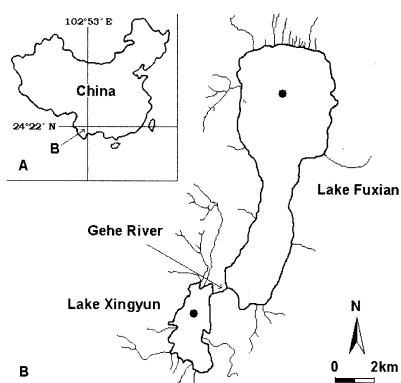 102°53′E
China
24°22′N
B
A
Lake Fuxian
Gehe River
Lake Xingyun
N
B
0 2km